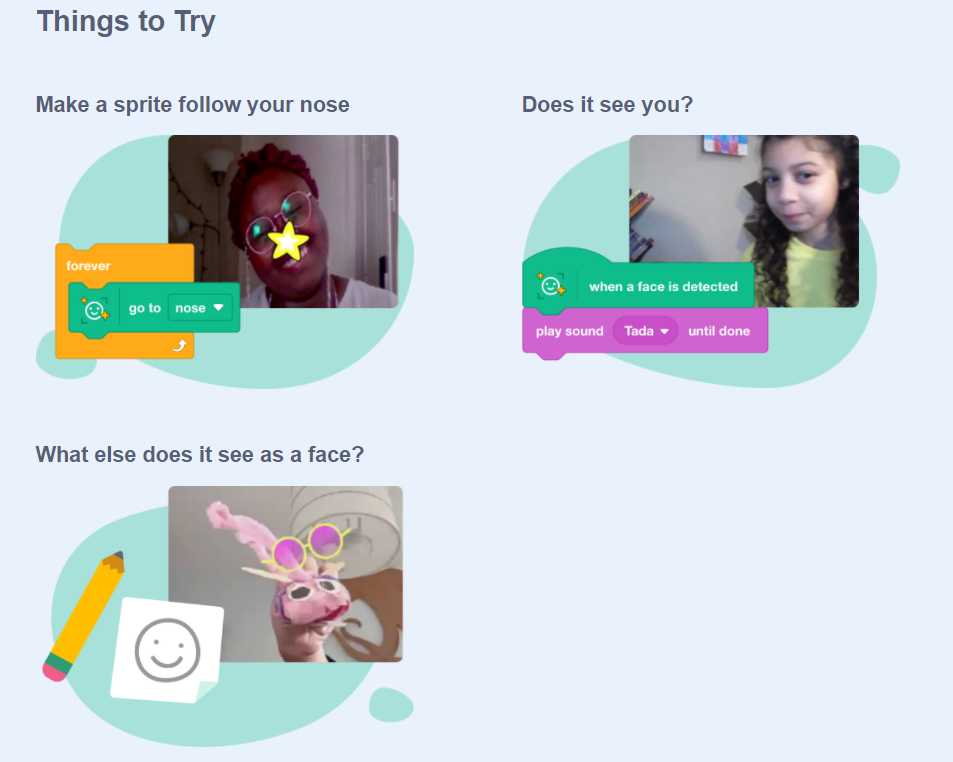 Things to Try
Make a sprite follow your nose
forever
go to nose
Does it see you?
when a face is detected
play sound Tada until done
What else does it see as a face?